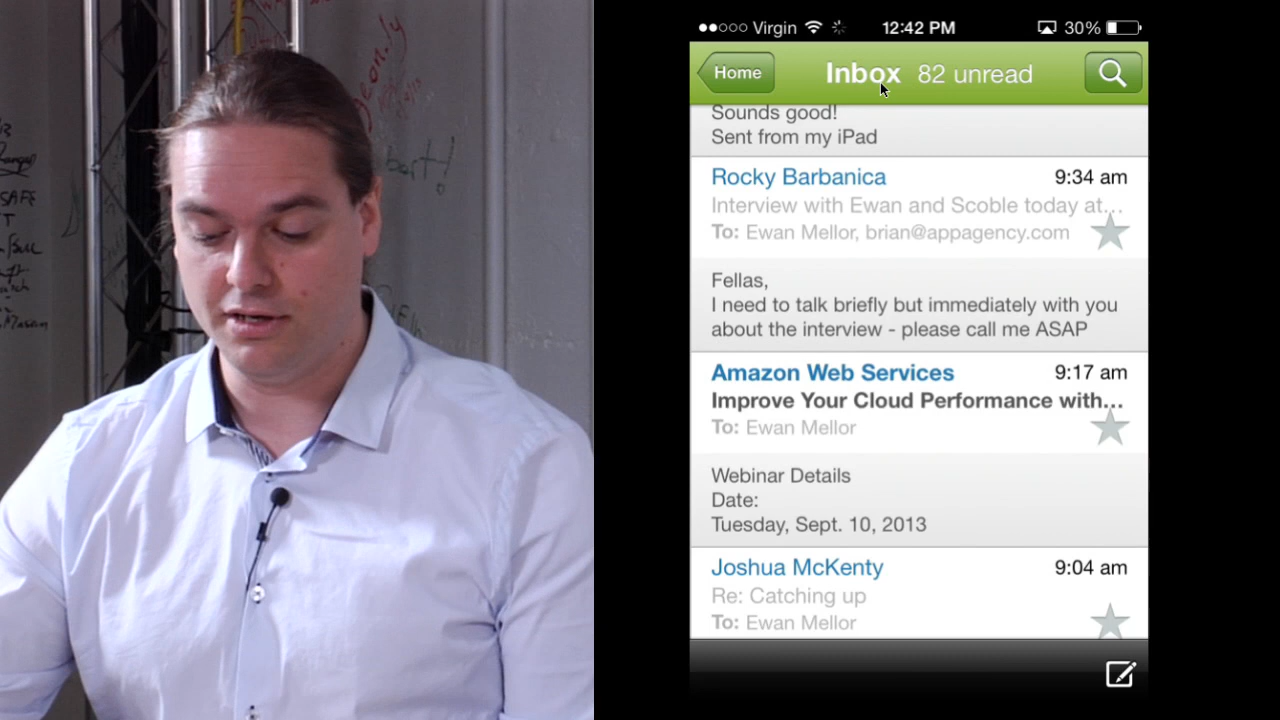 SAFE
Virgin 12:42 PM 30%
Home Inbox 82 unread
Sounds good!
Sent from my iPad
Rocky Barbanica 9:34 am
Interview with Ewan and Scoble today at...
To: Ewan Mellor, brian@appagency.com
Fellas,
I need to talk briefly but immediately with you
about the interview - please call me ASAP
Amazon Web Services 9:17 am
Improve Your Cloud Performance with...
To: Ewan Mellor
Webinar Details
Date:
Tuesday, Sept. 10, 2013
Joshua McKenty 9:04 am
Re: Catching up
To: Ewan Mellor